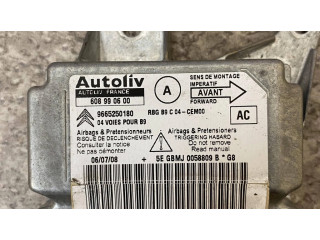 Autoliv
AUTOLIV FRANCE
608 99 06 00
A
SENS DE MONTAGE
IMPERATIF
AVANT
FORWARD
9665250180
RBG B9 C 04-CEM00
04 VOIES POUR B9
AC
Airbags & Pretensionneurs
RISQUE DE DECLENCHEMENT
Consulter la notice
Ne pas demonter
Airbags & Pretensioners
TRIGGERING HAZARD
Do not remove
Read manual
06/07/08 + 5E GBMJ 0058809 B * G8